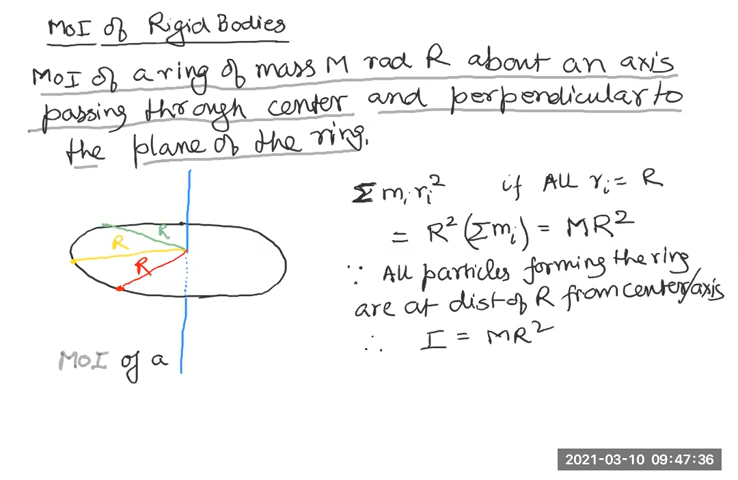 MoI of Rigid Bodies
MoI of a ring of mass M rad R about an axis
passing through center and perpendicular to
the plane of the ring.
Σ mᵢ rᵢ² if All rᵢ = R
= R² (Σmᵢ) = MR²
∵ All particles forming the ring
are at dist of R from center/axis
∴ I = MR²
R
R
R
MoI of a
2021-03-10 09:47:36